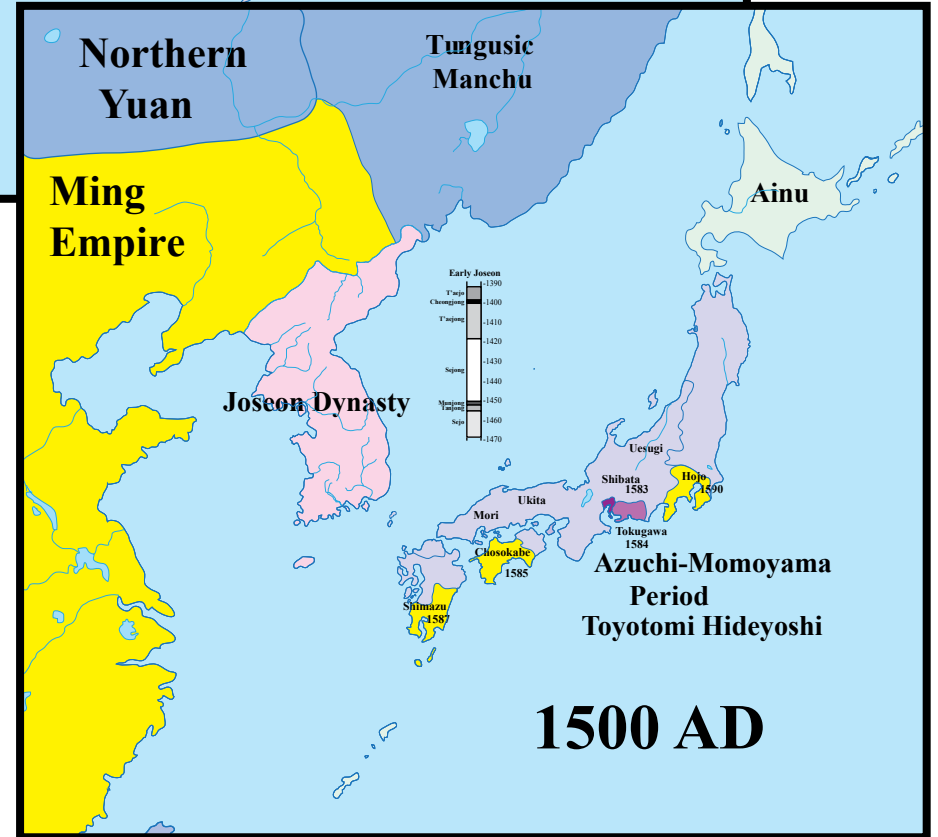 Northern
Yuan
Tungusic
Manchu
Ming
Empire
Ainu
Early Joseon
-1390
T'aejo
Cheongjong
-1400
T'aejong
-1410
-1420
-1430
Sejong
-1440
-1450
Munjong
Tanjong
-1460
Sejo
-1470
Joseon Dynasty
Uesugi
Shibata
1583
Hojo
1590
Ukita
Mori
Tokugawa
1584
Chosokabe
1585
Azuchi-Momoyama
Period
Toyotomi Hideyoshi
Shimazu
1587
1500 AD